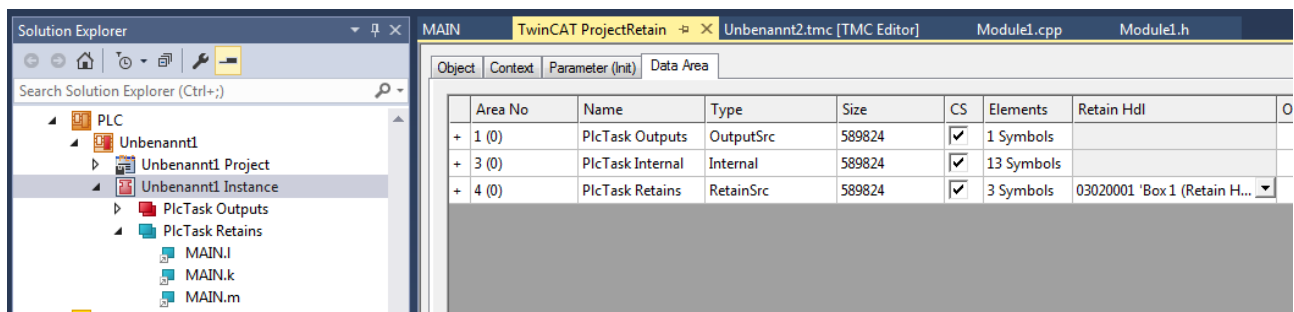 Solution Explorer
Search Solution Explorer (Ctrl+;)
PLC
Unbenannt1
Unbenannt1 Project
Unbenannt1 Instance
PlcTask Outputs
PlcTask Retains
MAIN.l
MAIN.k
MAIN.m
MAIN TwinCAT ProjectRetain Unbenannt2.tmc [TMC Editor] Module1.cpp Module1.h
Object Context Parameter (Init) Data Area
Area No Name Type Size CS Elements Retain Hdl O
+ 1 (0) PlcTask Outputs OutputSrc 589824 1 Symbols
+ 3 (0) PlcTask Internal Internal 589824 13 Symbols
+ 4 (0) PlcTask Retains RetainSrc 589824 3 Symbols 03020001 'Box 1 (Retain H...